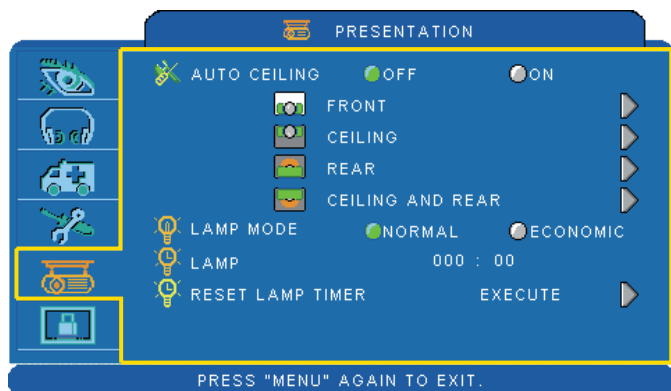 PRESENTATION
AUTO CEILING OFF ON
FRONT
CEILING
REAR
CEILING AND REAR
LAMP MODE NORMAL ECONOMIC
LAMP 000 : 00
RESET LAMP TIMER EXECUTE
PRESS "MENU" AGAIN TO EXIT.